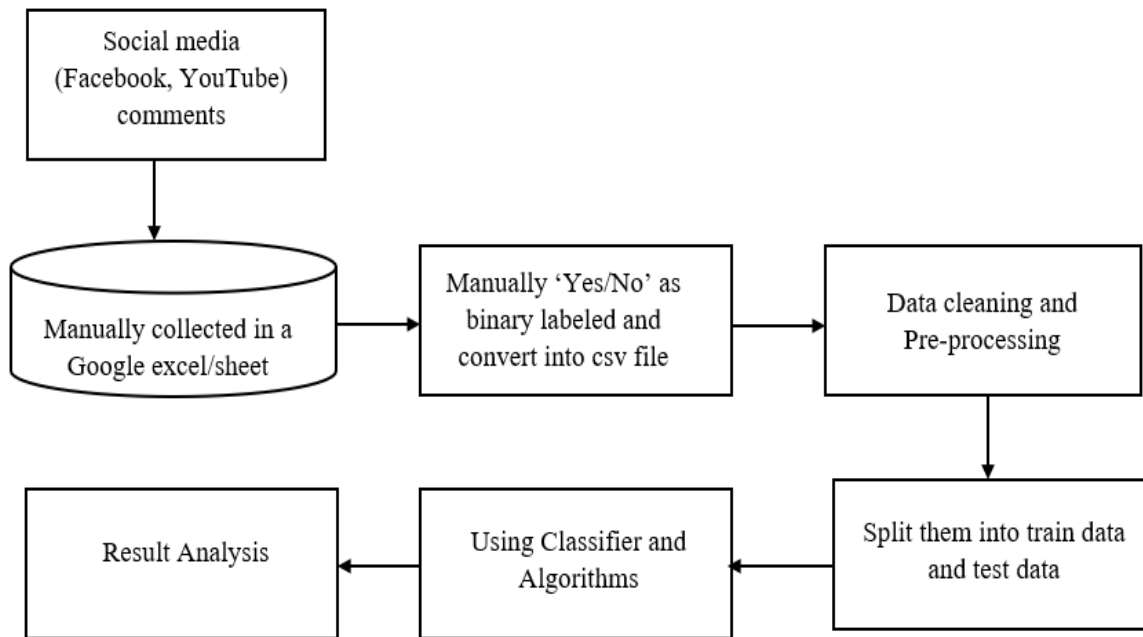 Social media
(Facebook, YouTube)
comments
Manually collected in a
Google excel/sheet
Manually ‘Yes/No’ as
binary labeled and
convert into csv file
Data cleaning and
Pre-processing
Split them into train data
and test data
Using Classifier and
Algorithms
Result Analysis